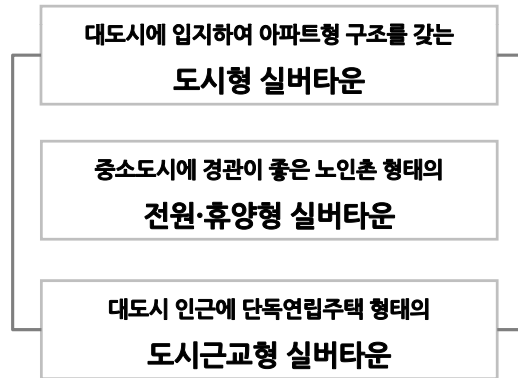 대도시에 입지하여 아파트형 구조를 갖는
도시형 실버타운
중소도시에 경관이 좋은 노인촌 형태의
전원·휴양형 실버타운
대도시 인근에 단독연립주택 형태의
도시근교형 실버타운